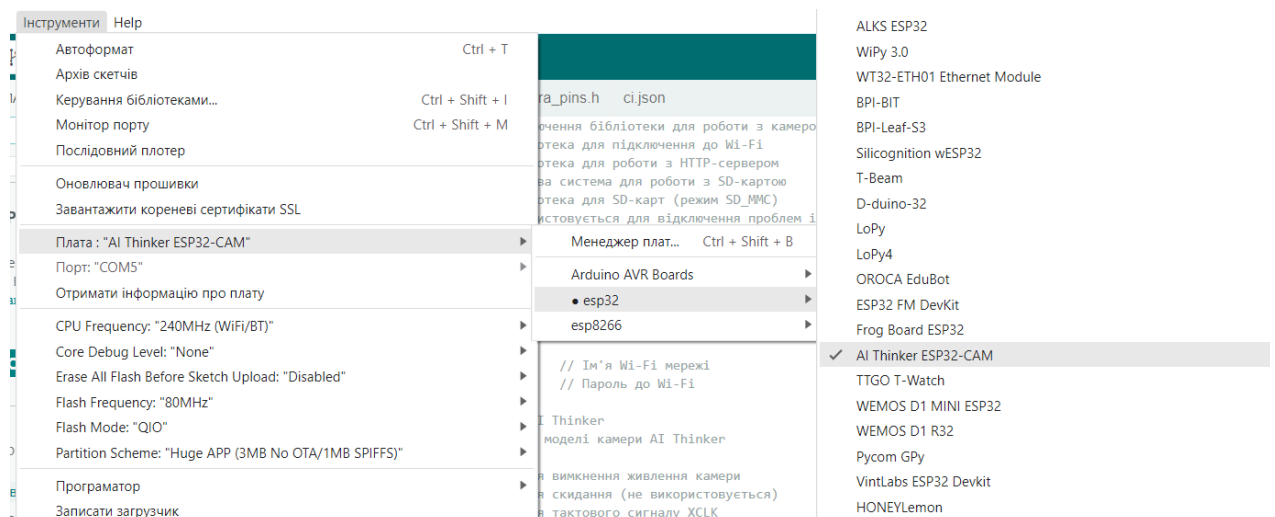 Інструменти Help
Автоформат Ctrl + T
Архів скетчів
Керування бібліотеками... Ctrl + Shift + I
Монітор порту Ctrl + Shift + M
Послідовний плотер
Оновлювач прошивки
Завантажити кореневі сертифікати SSL
Плата : "AI Thinker ESP32-CAM"
Порт: "COM5"
Отримати інформацію про плату
CPU Frequency: "240MHz (WiFi/BT)"
Core Debug Level: "None"
Erase All Flash Before Sketch Upload: "Disabled"
Flash Frequency: "80MHz"
Flash Mode: "QIO"
Partition Scheme: "Huge APP (3MB No OTA/1MB SPIFFS)"
Програматор
Записати загрузчик
ra_pins.h ci.json
ючення бібліотеки для роботи з камеро
отека для підключення до Wi-Fi
отека для роботи з HTTP-сервером
ва система для роботи з SD-картою
отека для SD-карт (режим SD_MMC)
истовується для відключення проблем і
Менеджер плат... Ctrl + Shift + B
Arduino AVR Boards
● esp32
esp8266
// Ім'я Wi-Fi мережі
// Пароль до Wi-Fi
I Thinker
моделі камери AI Thinker
я вимкнення живлення камери
я скидання (не використовується)
я тактового сигналу XCLK
ALKS ESP32
WiPy 3.0
WT32-ETH01 Ethernet Module
BPI-BIT
BPI-Leaf-S3
Silicognition wESP32
T-Beam
D-duino-32
LoPy
LoPy4
OROCA EduBot
ESP32 FM DevKit
Frog Board ESP32
✓ AI Thinker ESP32-CAM
TTGO T-Watch
WEMOS D1 MINI ESP32
WEMOS D1 R32
Pycom GPy
VintLabs ESP32 Devkit
HONEYLemon